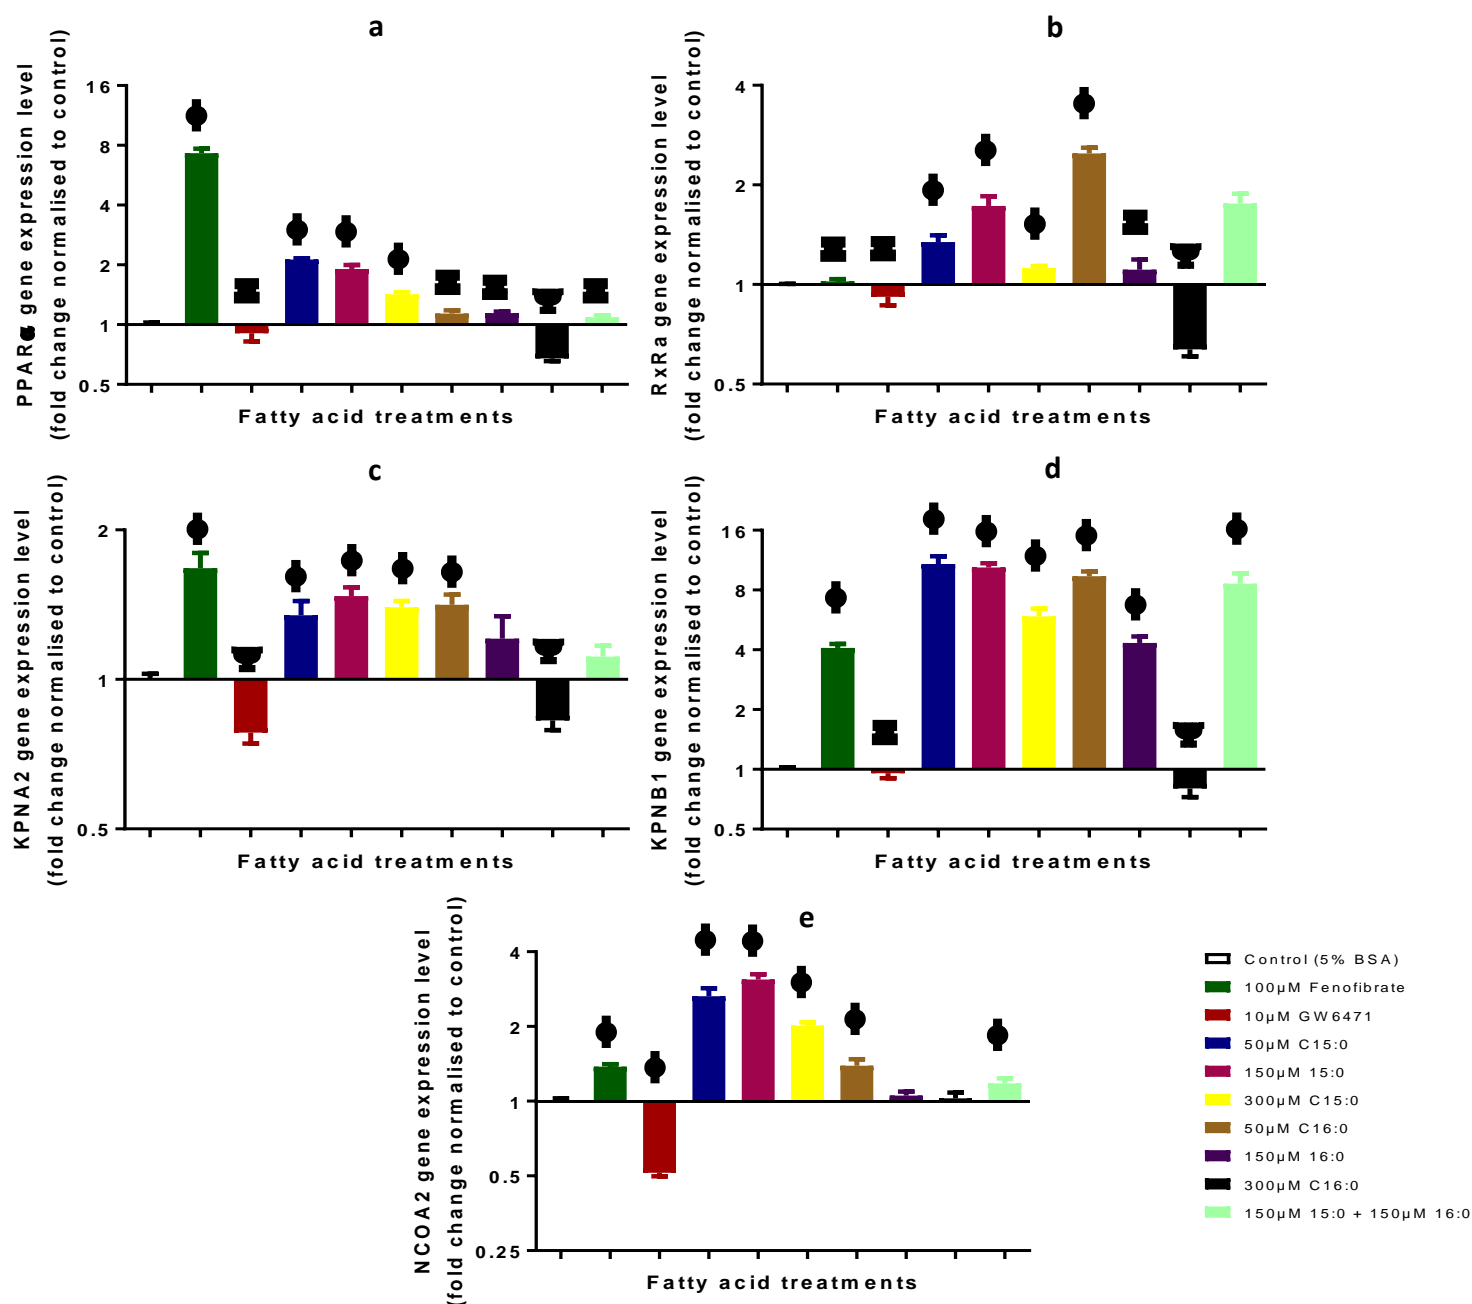 a
PPARα gene expression level
(fold change normalised to control)
16
8
4
2
1
0.5
Fatty acid treatments
b
RxRa gene expression level
(fold change normalised to control)
4
2
1
0.5
Fatty acid treatments
c
KPNA2 gene expression level
(fold change normalised to control)
2
1
0.5
Fatty acid treatments
d
KPNB1 gene expression level
(fold change normalised to control)
16
8
4
2
1
0.5
Fatty acid treatments
e
NCOA2 gene expression level
(fold change normalised to control)
4
2
1
0.5
0.25
Fatty acid treatments
Control (5% BSA)
100µM Fenofibrate
10µM GW6471
50µM C15:0
150µM 15:0
300µM C15:0
50µM C16:0
150µM 16:0
300µM C16:0
150µM 15:0 + 150µM 16:0